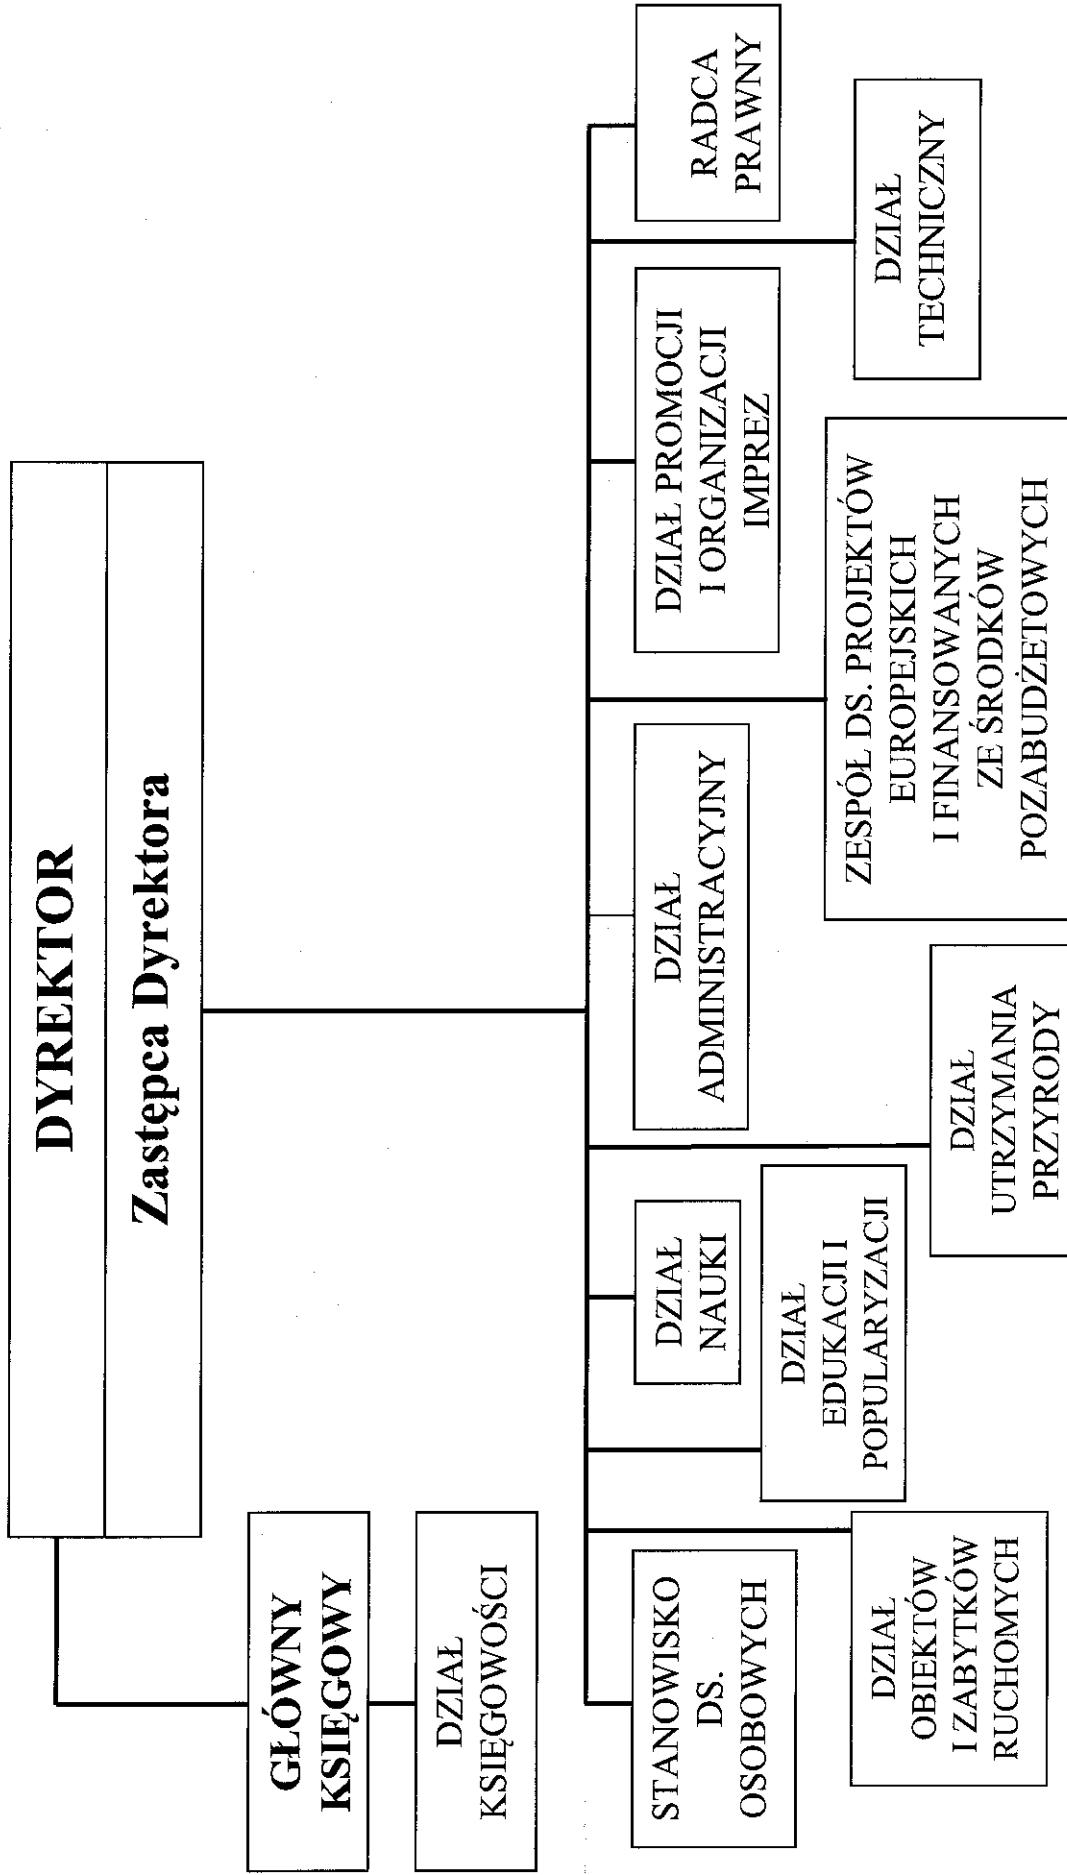 DYREKTOR
Zastępca Dyrektora
GŁÓWNY
KSIĘGOWY
DZIAŁ
KSIĘGOWOŚCI
STANOWISKO
DS.
OSOBOWYCH
DZIAŁ
OBIEKTÓW
I ZABYTKÓW
RUCHOMYCH
DZIAŁ
EDUKACJI I
POPULARYZACJI
DZIAŁ
NAUKI
DZIAŁ
UTRZYMANIA
PRZYRODY
DZIAŁ
ADMINISTRACYJNY
ZESPÓŁ DS. PROJEKTÓW
EUROPEJSKICH
I FINANSOWANYCH
ZE ŚRODKÓW
POZABUDŻETOWYCH
DZIAŁ PROMOCJI
I ORGANIZACJI
IMPREZ
DZIAŁ
TECHNICZNY
RADCA
PRAWNY